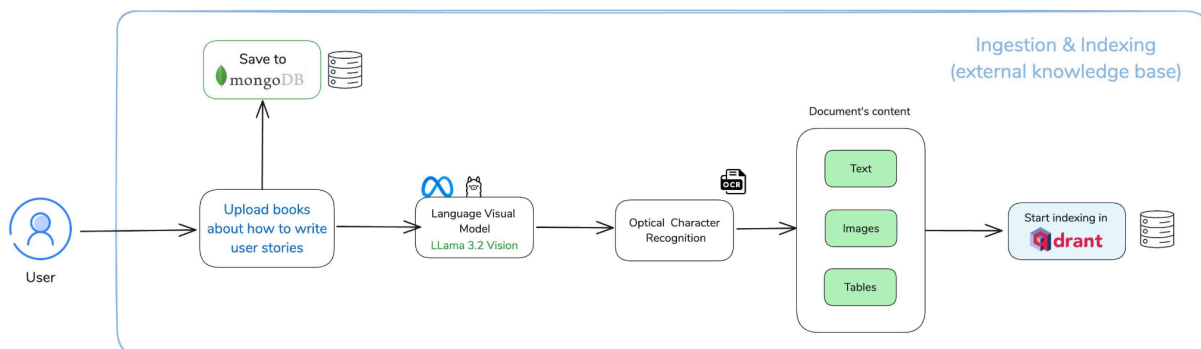 Ingestion & Indexing
(external knowledge base)
Save to
mongoDB
Document's content
User
Upload books
about how to write
user stories
Language Visual
Model
LLama 3.2 Vision
OCR
Optical Character
Recognition
Text
Images
Tables
Start indexing in
qdrant